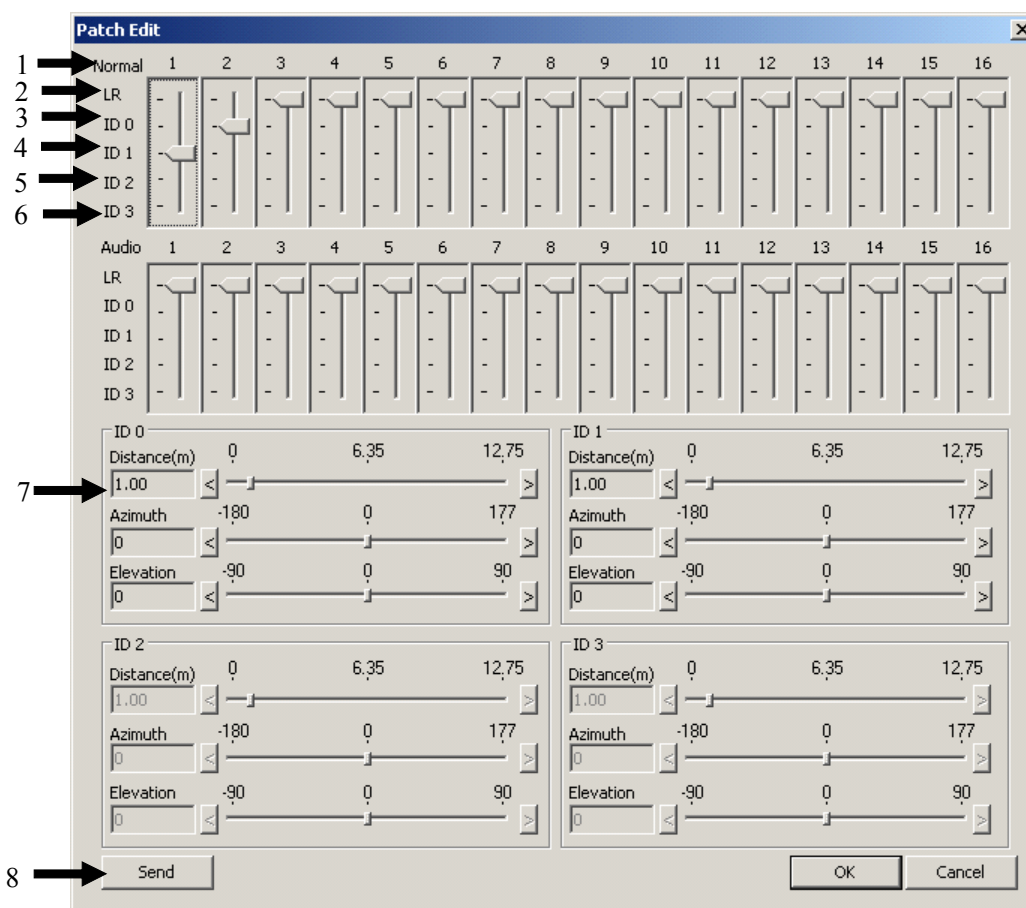 Patch Edit
1 Normal 1 2 3 4 5 6 7 8 9 10 11 12 13 14 15 16
2 LR
3 ID 0
4 ID 1
5 ID 2
6 ID 3
Audio 1 2 3 4 5 6 7 8 9 10 11 12 13 14 15 16
LR
ID 0
ID 1
ID 2
ID 3
ID 0
Distance(m) 0 6,35 12,75
7 1.00 < >
Azimuth -180 0 177
0 < >
Elevation -90 0 90
0 < >
ID 1
Distance(m) 0 6,35 12,75
1.00 < >
Azimuth -180 0 177
0 < >
Elevation -90 0 90
0 < >
ID 2
Distance(m) 0 6,35 12,75
1.00 < >
Azimuth -180 0 177
0 < >
Elevation -90 0 90
0 < >
ID 3
Distance(m) 0 6,35 12,75
1.00 < >
Azimuth -180 0 177
0 < >
Elevation -90 0 90
0 < >
8 Send OK Cancel